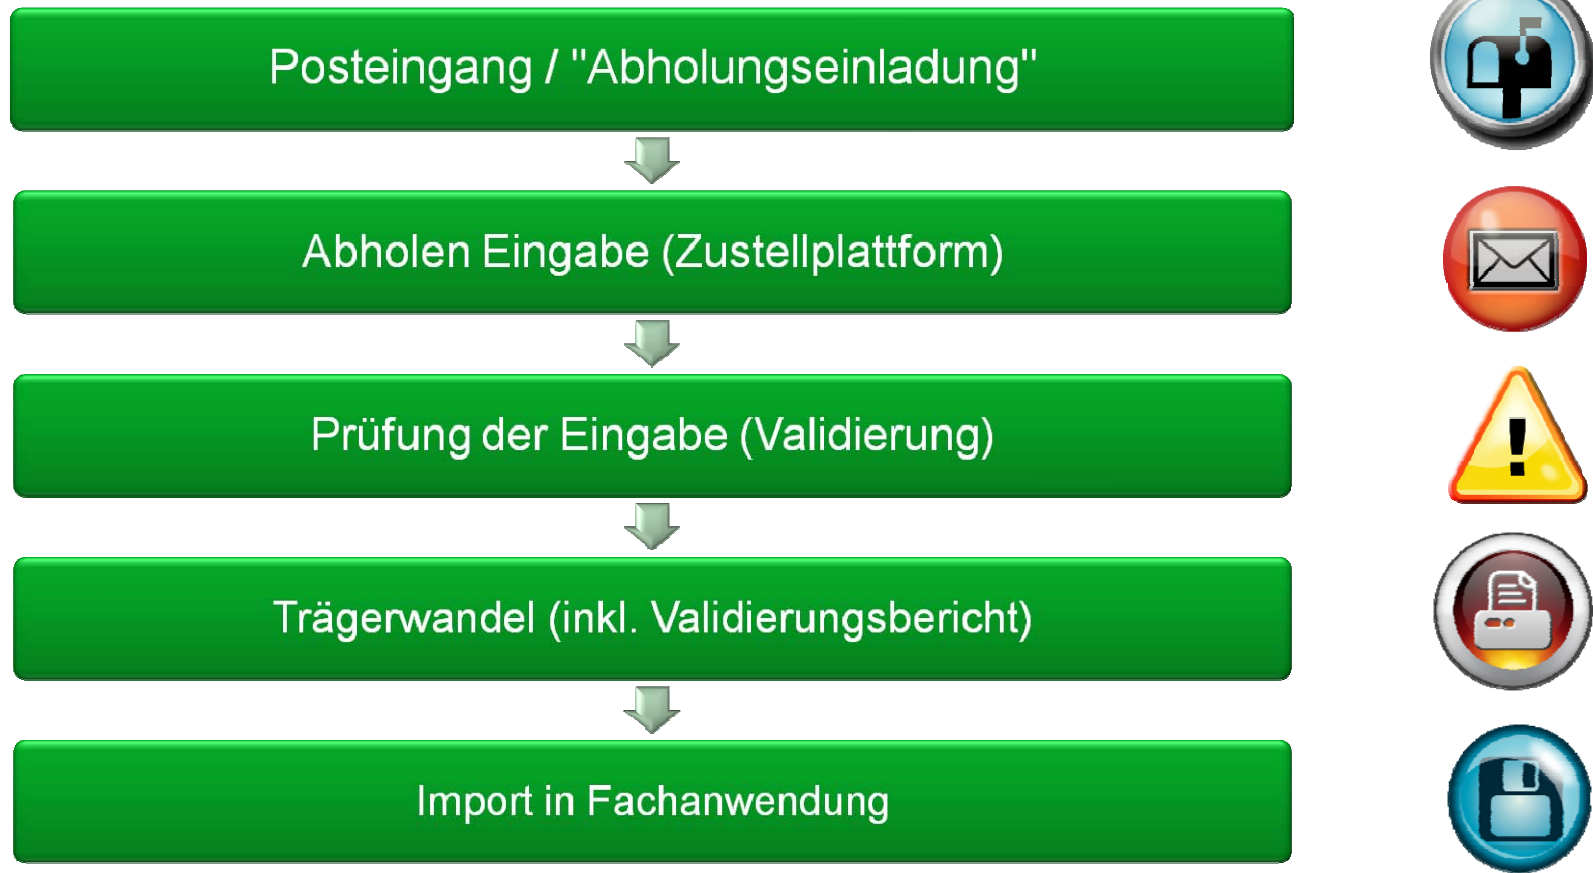 Posteingang / "Abholungseinladung"
Abholen Eingabe (Zustellplattform)
Prüfung der Eingabe (Validierung)
Trägerwandel (inkl. Validierungsbericht)
Import in Fachanwendung